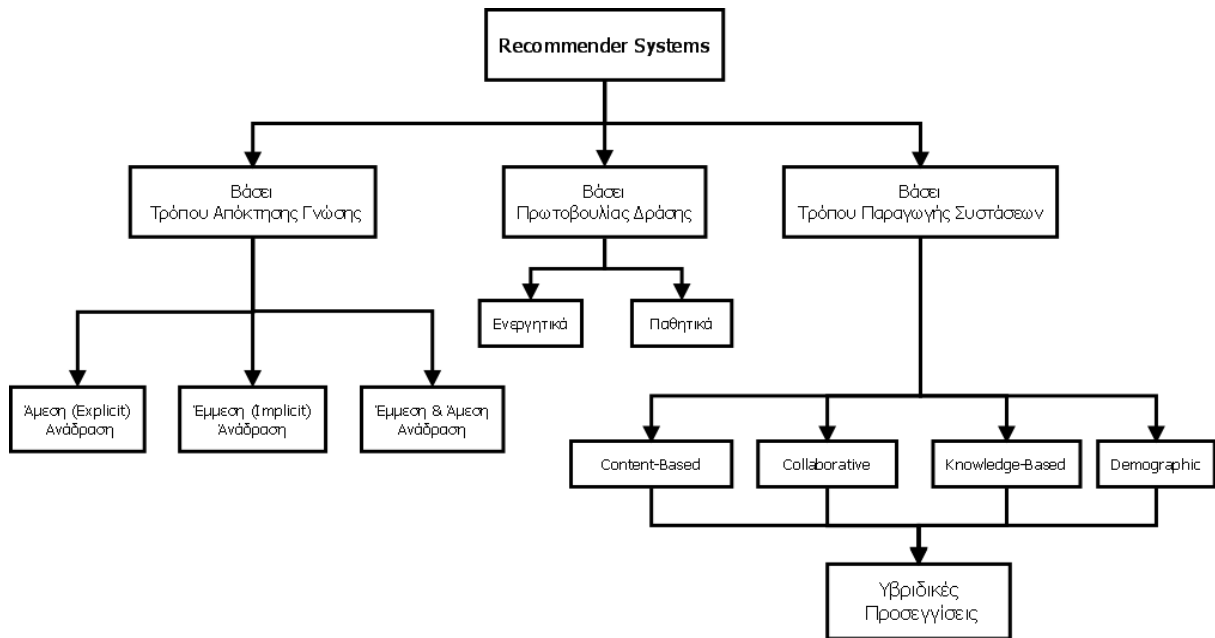 Recommender Systems
Βάσει
Τρόπου Απόκτησης Γνώσης
Βάσει
Πρωτοβουλίας Δράσης
Βάσει
Τρόπου Παραγωγής Συστάσεων
Ενεργητικά
Παθητικά
Άμεση (Explicit)
Ανάδραση
Έμμεση (Implicit)
Ανάδραση
Έμμεση & Άμεση
Ανάδραση
Content-Based
Collaborative
Knowledge-Based
Demographic
Υβριδικές
Προσεγγίσεις